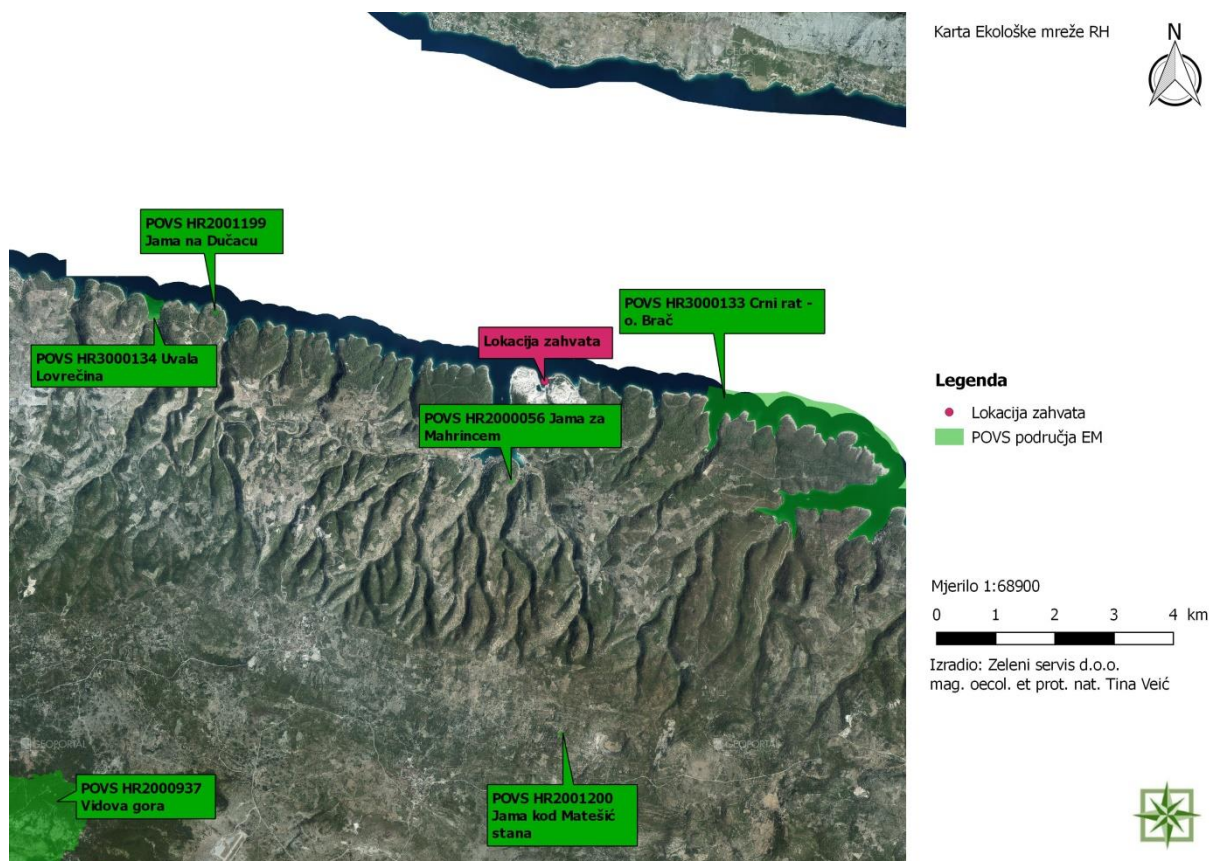 Karta Ekološke mreže RH
N
GEOPORTAL
POVS HR2001199
Jama na Dučacu
POVS HR3000133 Crni rat -
o. Brač
Lokacija zahvata
POVS HR3000134 Uvala
Lovrečina
POVS HR2000056 Jama za
Mahrincem
Legenda
Lokacija zahvata
POVS područja EM
Mjerilo 1:68900
0 1 2 3 4 km
Izradio: Zeleni servis d.o.o.
mag. oecol. et prot. nat. Tina Veić
GEOPORTAL
GEOPORTAL
POVS HR2000937
Vidova gora
POVS HR2001200
Jama kod Matešić
stana